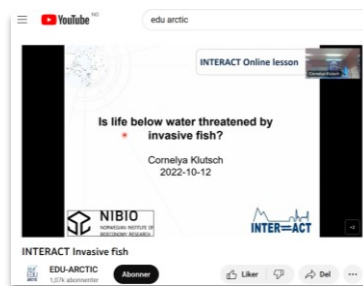 YouTube NO
edu arctic
INTERACT Online lesson
Cornelya Klutsch
Is life below water threatened by
invasive fish?
Cornelya Klutsch
2022-10-12
NIBIO
NORWEGIAN INSTITUTE OF
BIOECONOMY RESEARCH
INTER=ACT
INTERACT Invasive fish
EDU-ARCTIC
1,07k abonnenter
Abonner
Liker
Del